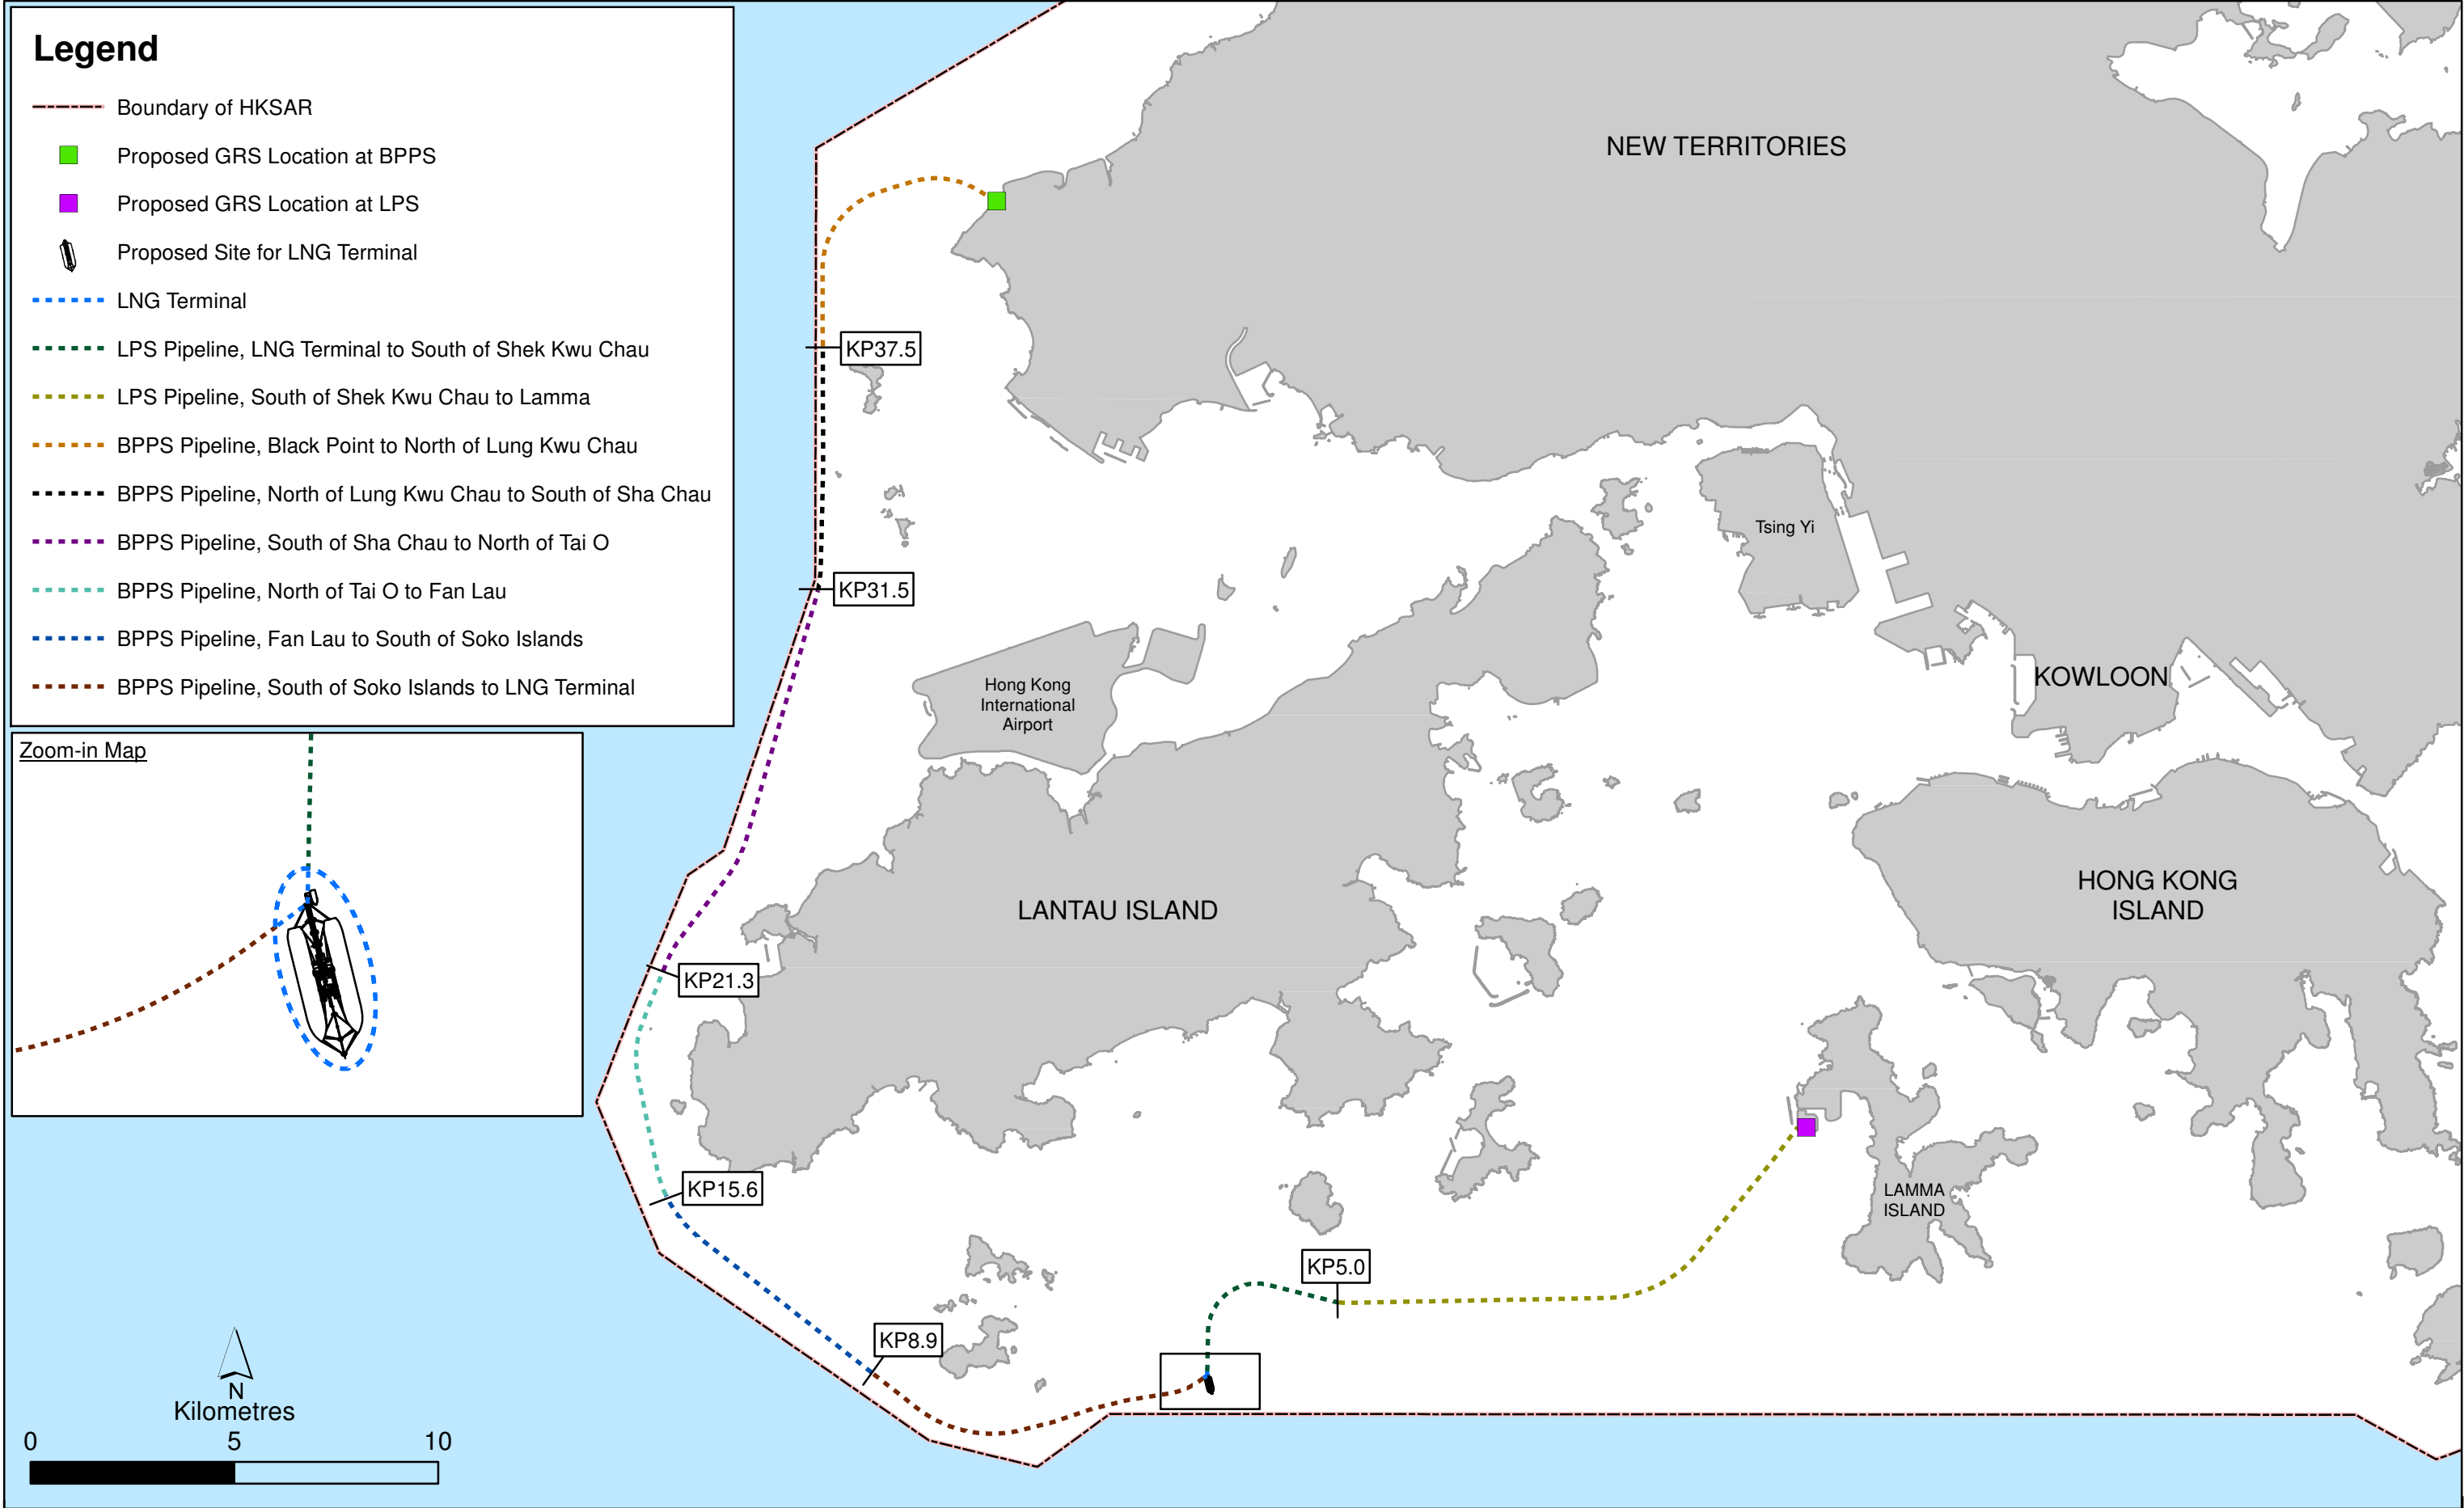 Legend
Boundary of HKSAR
Proposed GRS Location at BPPS
Proposed GRS Location at LPS
Proposed Site for LNG Terminal
LNG Terminal
LPS Pipeline, LNG Terminal to South of Shek Kwu Chau
LPS Pipeline, South of Shek Kwu Chau to Lamma
BPPS Pipeline, Black Point to North of Lung Kwu Chau
BPPS Pipeline, North of Lung Kwu Chau to South of Sha Chau
BPPS Pipeline, South of Sha Chau to North of Tai O
BPPS Pipeline, North of Tai O to Fan Lau
BPPS Pipeline, Fan Lau to South of Soko Islands
BPPS Pipeline, South of Soko Islands to LNG Terminal
Zoom-in Map
NEW TERRITORIES
KP37.5
Tsing Yi
KP31.5
KOWLOON
Hong Kong
International
Airport
HONG KONG
ISLAND
LANTAU ISLAND
KP21.3
KP15.6
LAMMA
ISLAND
KP5.0
KP8.9
N
Kilometres
0 5 10